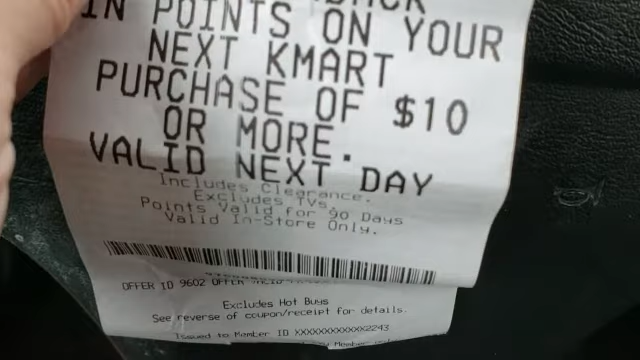 IN POINTS ON YOUR
NEXT KMART
PURCHASE OF $10
OR MORE.
VALID NEXT DAY
Includes Clearance.
Excludes TVs.
Points Valid for 90 Days
Valid In-Store Only.
OFFER ID 9602 OFFER
Excludes Hot Buys
See reverse of coupon/receipt for details.
Issued to Member ID XXXXXXXXXXXX2243